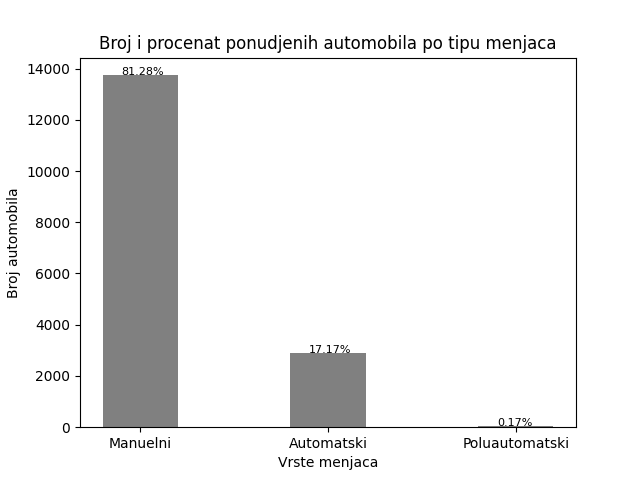 Broj i procenat ponudjenih automobila po tipu menjaca
14000
12000
10000
8000
6000
4000
2000
0
Broj automobila
81.28%
17.17%
0.17%
Manuelni
Automatski
Poluautomatski
Vrste menjaca